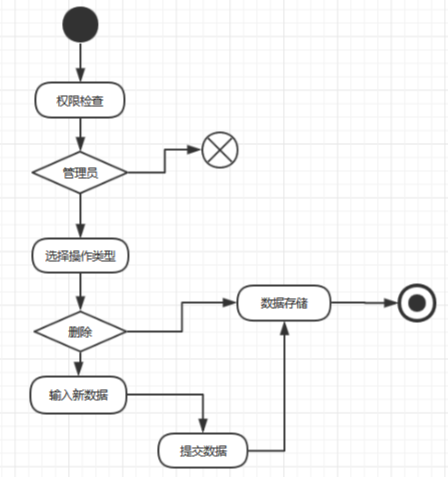 权限检查
管理员
选择操作类型
删除
数据存储
输入新数据
提交数据